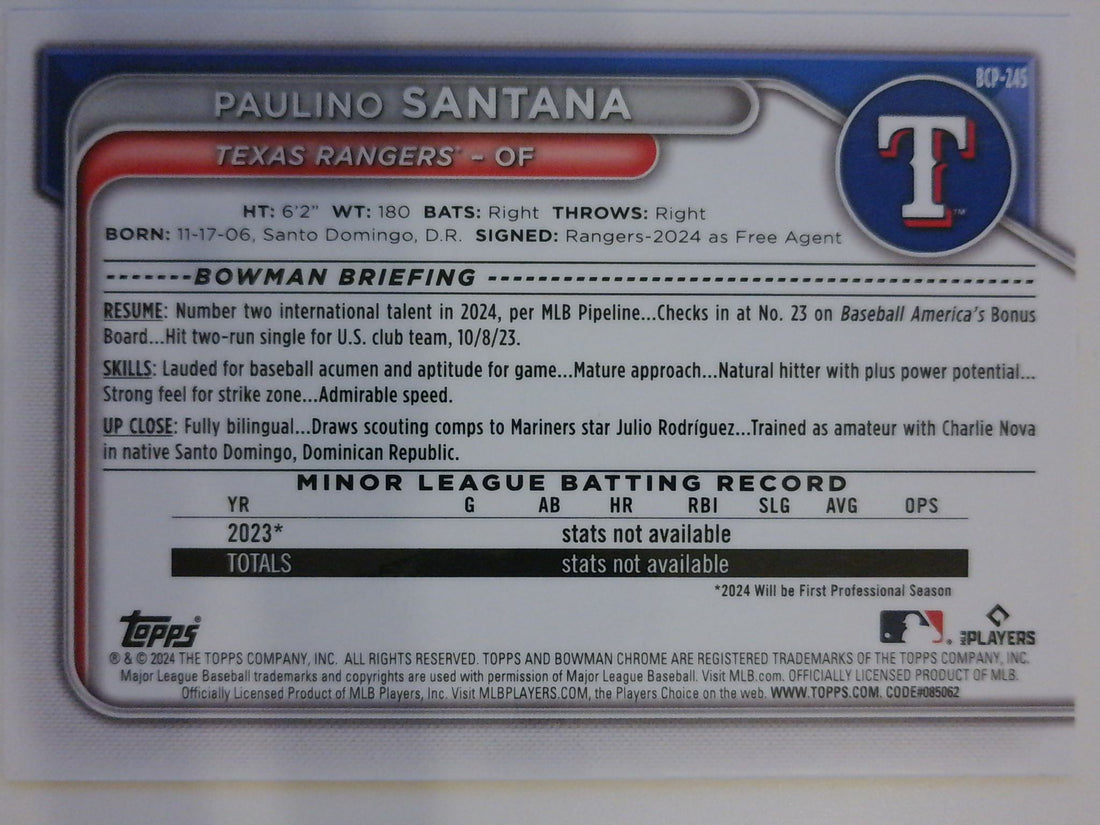 BCP-245
PAULINO SANTANA
TEXAS RANGERS™ - OF
T™
HT: 6'2" WT: 180 BATS: Right THROWS: Right
BORN: 11-17-06, Santo Domingo, D.R. SIGNED: Rangers-2024 as Free Agent
BOWMAN BRIEFING
RESUME: Number two international talent in 2024, per MLB Pipeline...Checks in at No. 23 on Baseball America's Bonus
Board...Hit two-run single for U.S. club team, 10/8/23.
SKILLS: Lauded for baseball acumen and aptitude for game...Mature approach...Natural hitter with plus power potential...
Strong feel for strike zone...Admirable speed.
UP CLOSE: Fully bilingual...Draws scouting comps to Mariners star Julio Rodríguez...Trained as amateur with Charlie Nova
in native Santo Domingo, Dominican Republic.
MINOR LEAGUE BATTING RECORD
YR G AB HR RBI SLG AVG OPS
2023* stats not available
TOTALS stats not available
*2024 Will be First Professional Season
Topps®
MLB PLAYERS
® & © 2024 THE TOPPS COMPANY, INC. ALL RIGHTS RESERVED. TOPPS AND BOWMAN CHROME ARE REGISTERED TRADEMARKS OF THE TOPPS COMPANY, INC.
Major League Baseball trademarks and copyrights are used with permission of Major League Baseball. Visit MLB.com. OFFICIALLY LICENSED PRODUCT OF MLB.
Officially Licensed Product of MLB Players, Inc. Visit MLBPLAYERS.COM, the Players Choice on the web. WWW.TOPPS.COM. CODE#085062